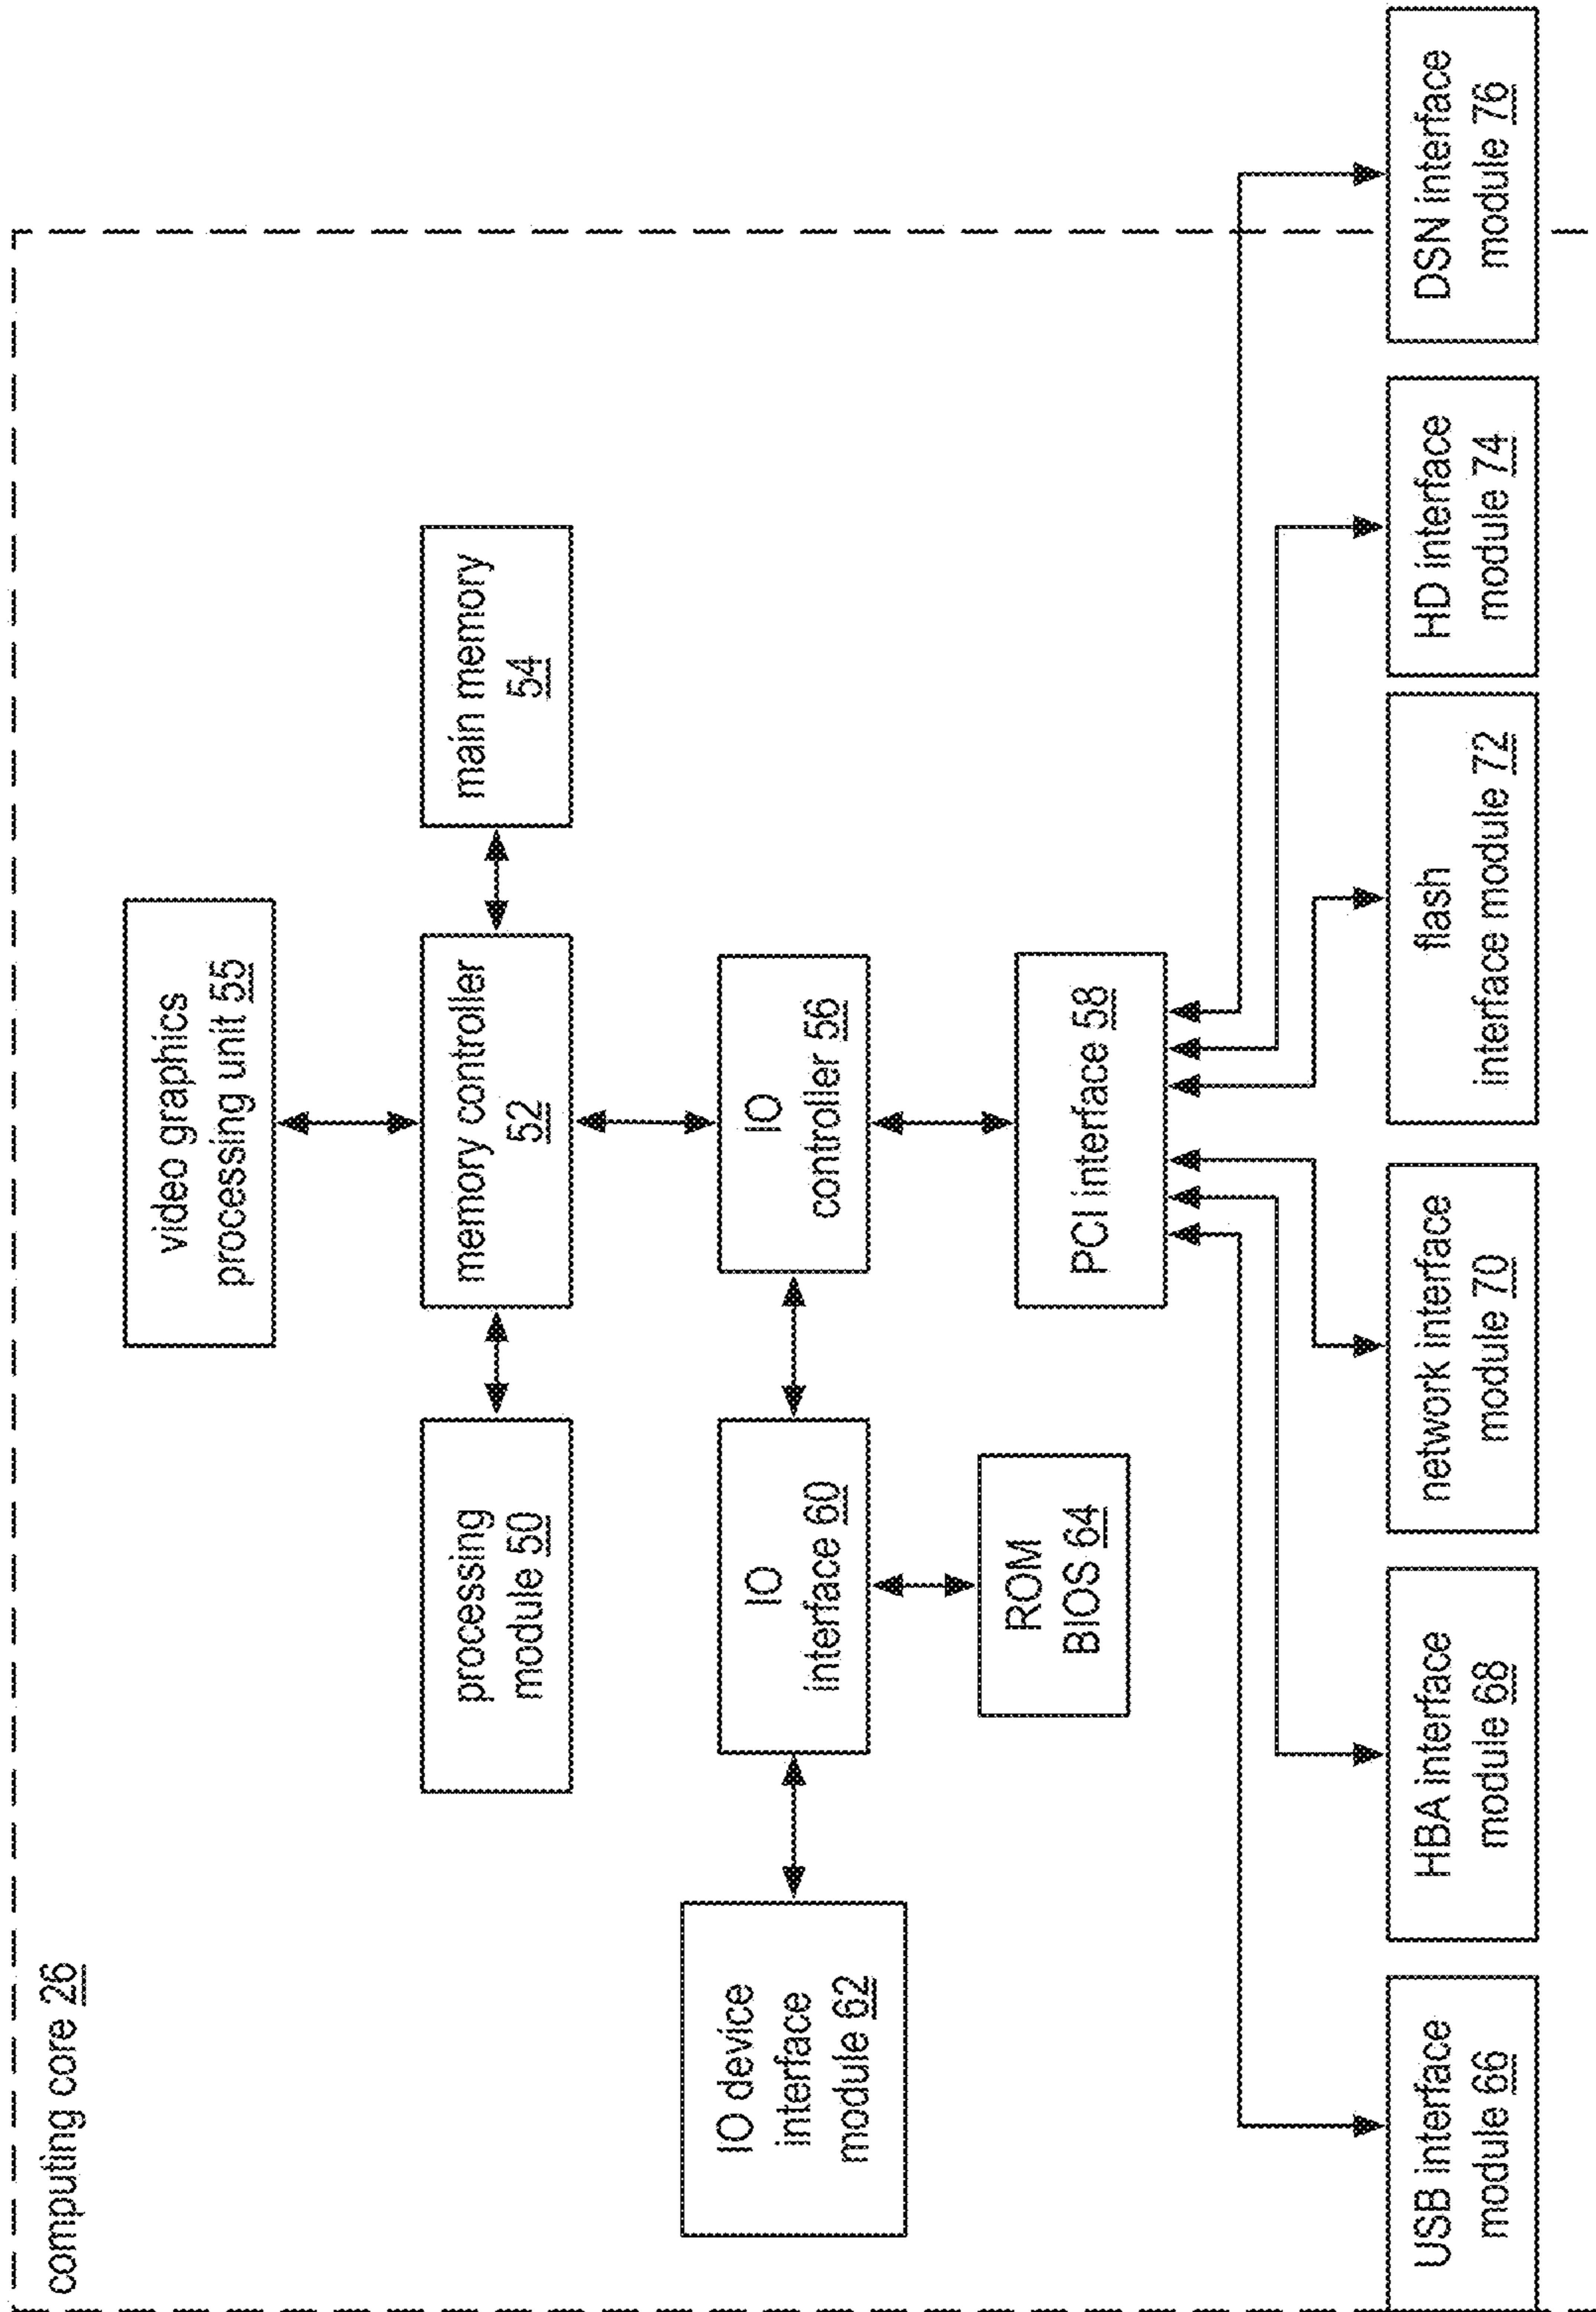 computing core 26
video graphics
processing unit 55
processing
module 50
memory controller
52
main memory
54
IO device
interface
module 62
IO
interface 60
IO
controller 56
ROM
BIOS 64
PCI interface 58
USB interface
module 66
HBA interface
module 68
network interface
module 70
flash
interface module 72
HD interface
module 74
DSN interface
module 76